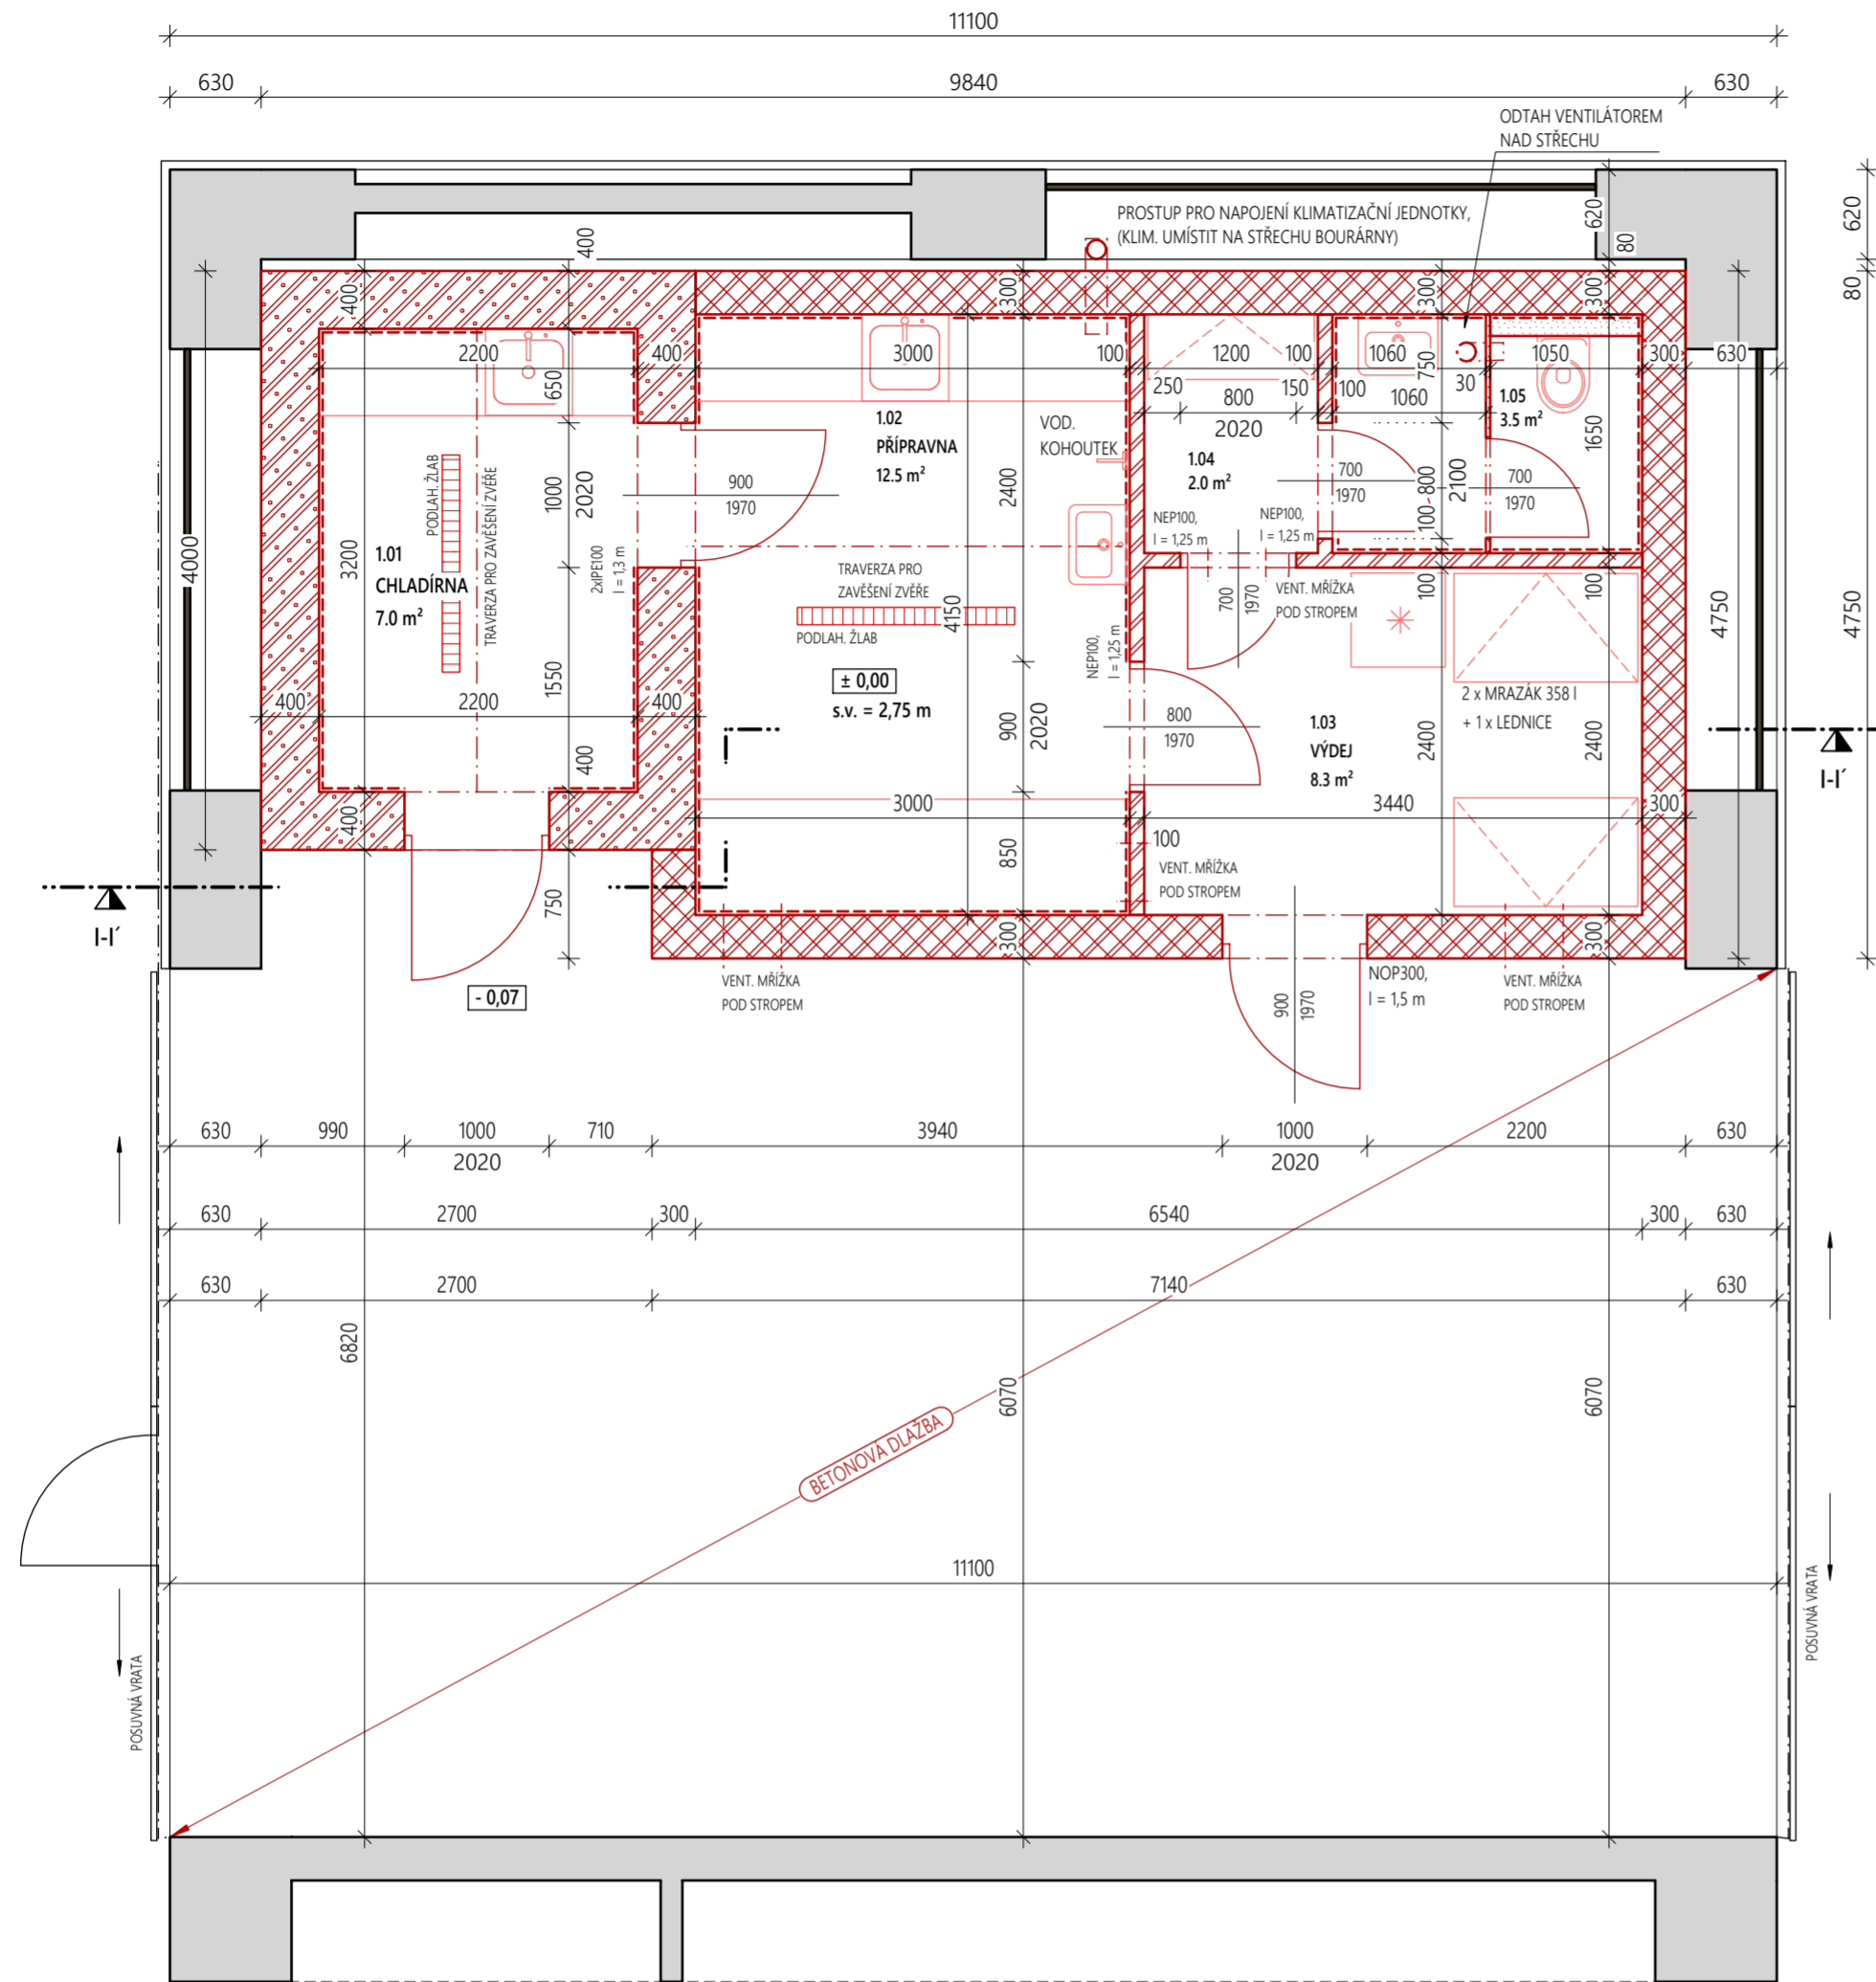 11100
630
9840
630
ODTAH VENTILÁTOREM
NAD STŘECHU
PROSTUP PRO NAPOJENÍ KLIMATIZAČNÍ JEDNOTKY,
(KLIM. UMÍSTIT NA STŘECHU BOURÁRNY)
620
80
620
80
400
400
300
300
300
2200
400
3000
100
1200
100
1060
750
1050
300
630
650
250
800
150
100
1060
30
2020
1.05
3.5 m²
1650
1.02
PŘÍPRAVNA
12.5 m²
VOD.
KOHOUTEK
1.04
2.0 m²
PODLAH. ŽLAB
TRAVERZA PRO ZAVĚŠENÍ ZVĚŘE
1000
2020
900
1970
2400
700
1970
800
2100
100
700
1970
NEP100,
l = 1,25 m
NEP100,
l = 1,25 m
4000
3200
1.01
CHLADÍRNA
7.0 m²
2xIPE100
l = 1,3 m
TRAVERZA PRO
ZAVĚŠENÍ ZVĚŘE
4150
PODLAH. ŽLAB
700
1970
VENT. MŘÍŽKA
POD STROPEM
100
100
4750
4750
1550
NEP100,
l = 1,25 m
± 0,00
s.v. = 2,75 m
2 x MRAZÁK 358 l
+ 1 x LEDNICE
400
2200
400
900
2020
800
1970
1.03
VÝDEJ
8.3 m²
2400
2400
I-I´
400
400
3000
3440
300
850
100
VENT. MŘÍŽKA
POD STROPEM
750
I-I´
300
300
- 0,07
VENT. MŘÍŽKA
POD STROPEM
900
1970
NOP300,
l = 1,5 m
VENT. MŘÍŽKA
POD STROPEM
630
990
1000
710
3940
1000
2200
630
2020
2020
630
2700
300
6540
300
630
630
2700
7140
630
6820
6070
6070
BETONOVÁ DLAŽBA
11100
POSUVNÁ VRATA
POSUVNÁ VRATA